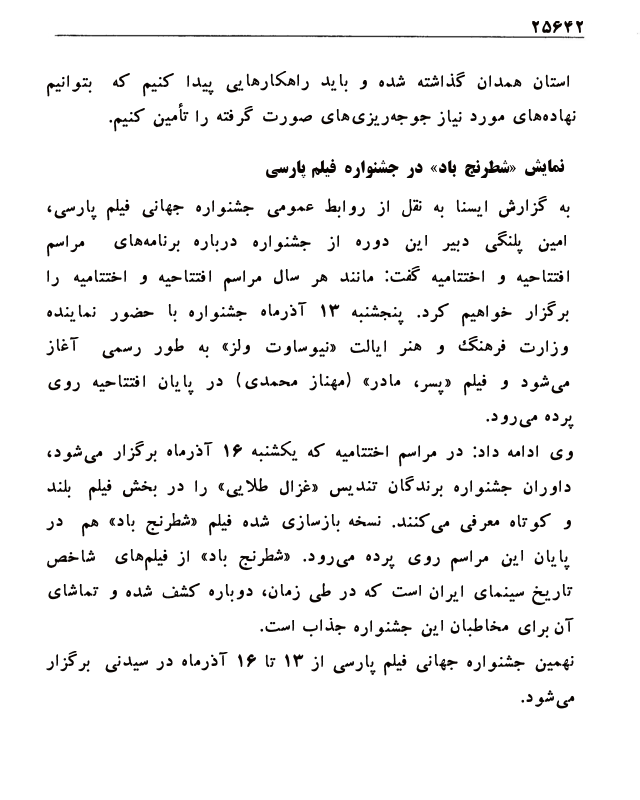 ۲۵۶۴۲
استان همدان گذاشته شده و باید راهکارهایی پیدا کنیم که بتوانیم
نهاده‌های مورد نیاز جوجه‌ریزی‌های صورت گرفته را تأمین کنیم.
نمایش «شطرنج باد» در جشنواره فیلم پارسی
به گزارش ایسنا به نقل از روابط عمومی جشنواره جهانی فیلم پارسی،
امین پلنگی دبیر این دوره از جشنواره درباره برنامه‌های مراسم
افتتاحیه و اختتامیه گفت: مانند هر سال مراسم افتتاحیه و اختتامیه را
برگزار خواهیم کرد. پنجشنبه ۱۳ آذرماه جشنواره با حضور نماینده
وزارت فرهنگ و هنر ایالت «نیوساوت ولز» به طور رسمی آغاز
می‌شود و فیلم «پسر، مادر» (مهناز محمدی) در پایان افتتاحیه روی
پرده می‌رود.
وی ادامه داد: در مراسم اختتامیه که یکشنبه ۱۶ آذرماه برگزار می‌شود،
داوران جشنواره برندگان تندیس «غزال طلایی» را در بخش فیلم بلند
و کوتاه معرفی می‌کنند. نسخه بازسازی شده فیلم «شطرنج باد» هم در
پایان این مراسم روی پرده می‌رود. «شطرنج باد» از فیلم‌های شاخص
تاریخ سینمای ایران است که در طی زمان، دوباره کشف شده و تماشای
آن برای مخاطبان این جشنواره جذاب است.
نهمین جشنواره جهانی فیلم پارسی از ۱۳ تا ۱۶ آذرماه در سیدنی برگزار
می‌شود.